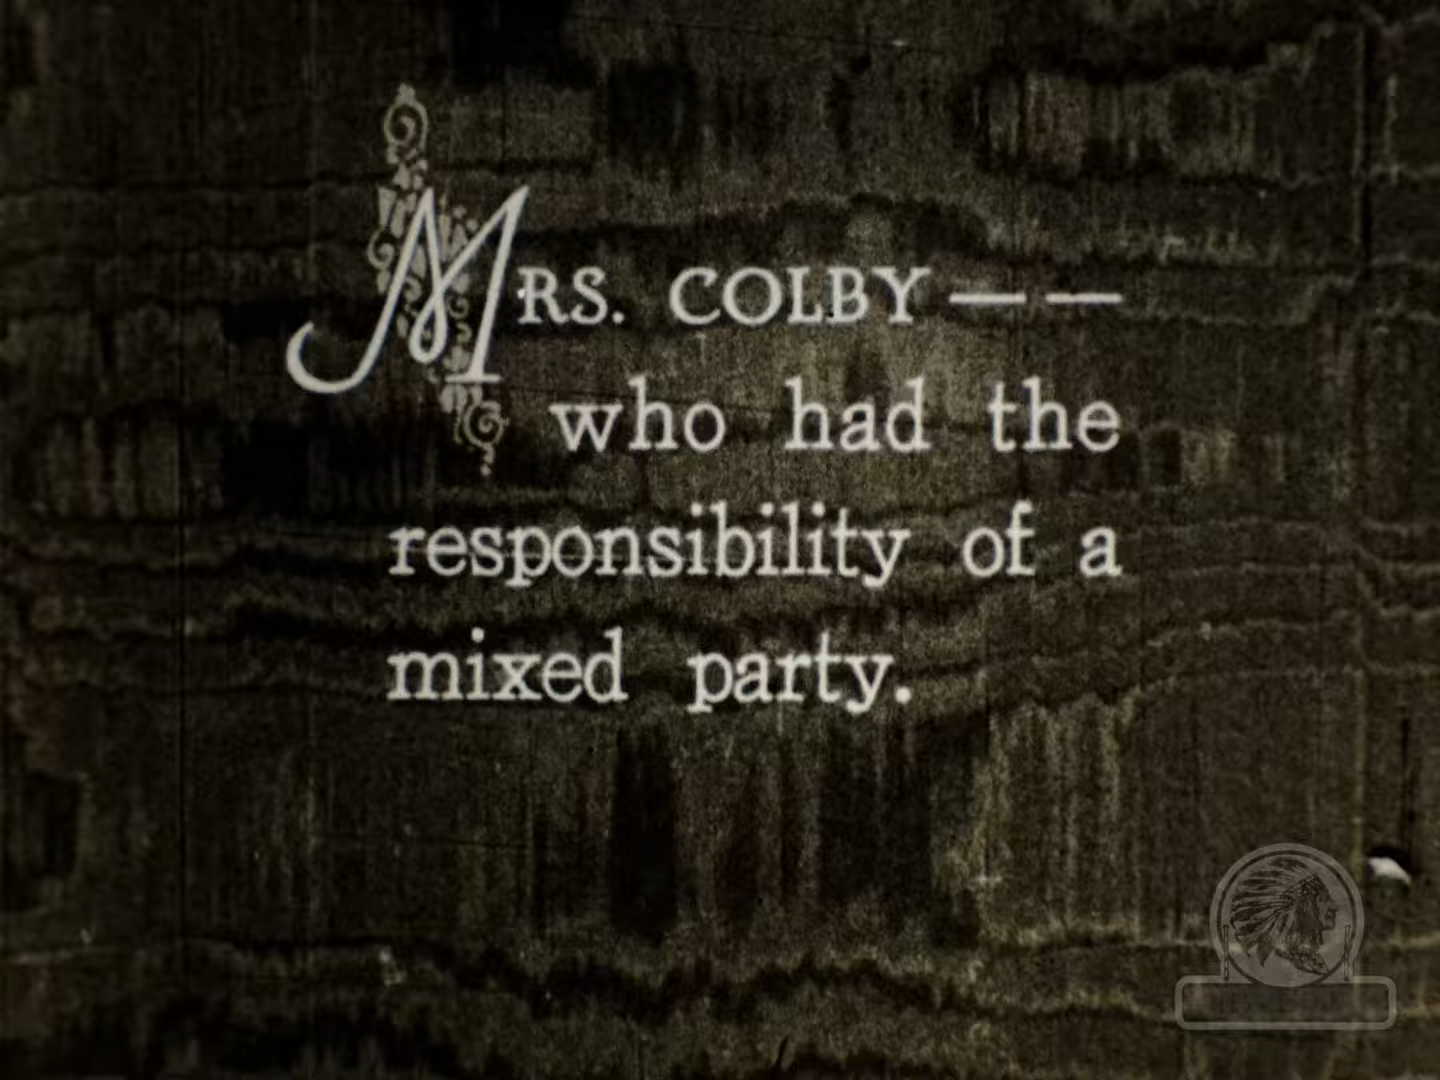 MRS. COLBY — —
who had the
responsibility of a
mixed party.